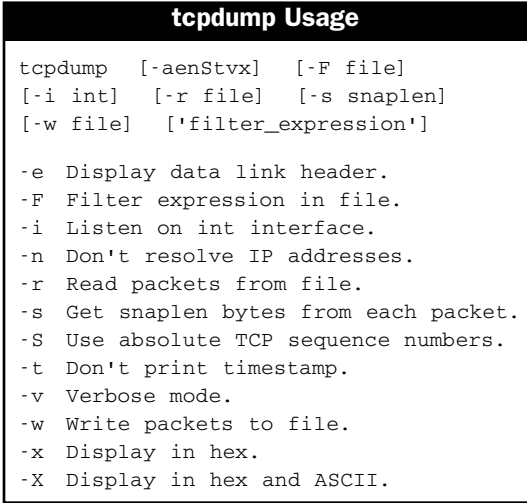 tcpdump Usage
tcpdump [-aenStvx] [-F file]
[-i int] [-r file] [-s snaplen]
[-w file] ['filter_expression']
-e Display data link header.
-F Filter expression in file.
-i Listen on int interface.
-n Don't resolve IP addresses.
-r Read packets from file.
-s Get snaplen bytes from each packet.
-S Use absolute TCP sequence numbers.
-t Don't print timestamp.
-v Verbose mode.
-w Write packets to file.
-x Display in hex.
-X Display in hex and ASCII.